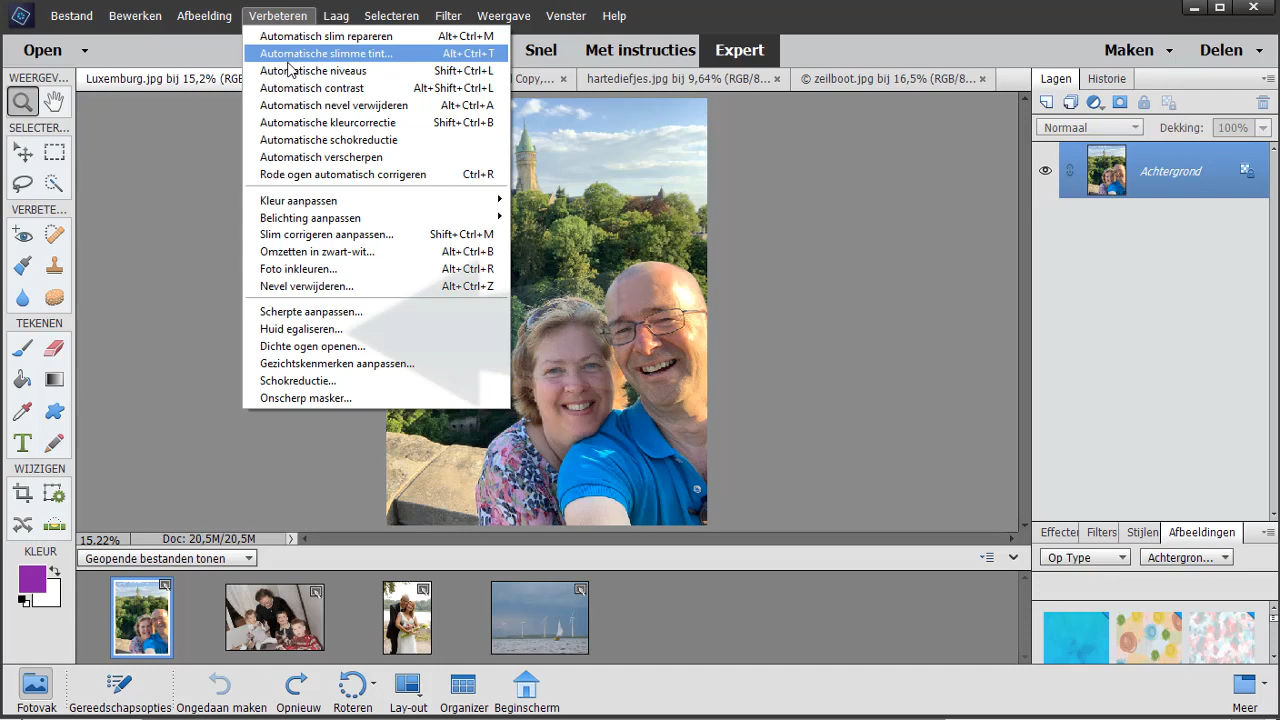 Bestand Bewerken Afbeelding Verbeteren Laag Selecteren Filter Weergave Venster Help
Open Snel Met instructies Expert Maken Delen
Automatisch slim repareren Alt+Ctrl+M
Automatische slimme tint... Alt+Ctrl+T
Automatische niveaus Shift+Ctrl+L
Automatisch contrast Alt+Shift+Ctrl+L
Automatisch nevel verwijderen Alt+Ctrl+A
Automatische kleurcorrectie Shift+Ctrl+B
Automatische schokreductie
Automatisch verscherpen
Rode ogen automatisch corrigeren Ctrl+R
Kleur aanpassen
Belichting aanpassen
Slim corrigeren aanpassen... Shift+Ctrl+M
Omzetten in zwart-wit... Alt+Ctrl+B
Foto inkleuren... Alt+Ctrl+R
Nevel verwijderen... Alt+Ctrl+Z
Scherpte aanpassen...
Huid egaliseren...
Dichte ogen openen...
Gezichtskenmerken aanpassen...
Schokreductie...
Onscherp masker...
WEERGEV...
SELECTER...
VERBETE...
TEKENEN
WIJZIGEN
KLEUR
Luxemburg.jpg bij 15,2% (RGB Copy,... hartediefjes.jpg bij 9,64% (RGB/8... © zeilboot.jpg bij 16,5% (RGB/8...
Lagen Historie
Normaal Dekking: 100%
Achtergrond
15.22% Doc: 20,5M/20,5M
Geopende bestanden tonen
Effecten Filters Stijlen Afbeeldingen
Op Type Achtergron...
Fotovak Gereedschapsopties Ongedaan maken Opnieuw Roteren Lay-out Organizer Beginscherm Meer